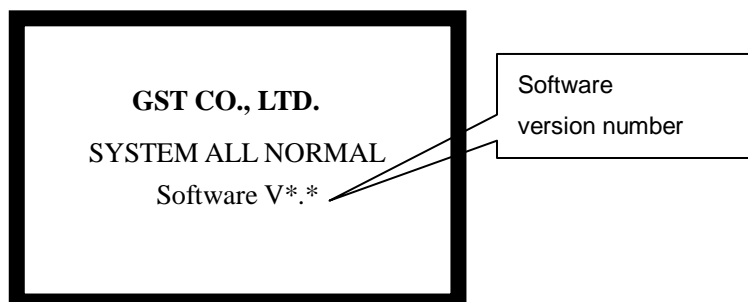 GST CO., LTD.
SYSTEM ALL NORMAL
Software V*.*
Software
version number